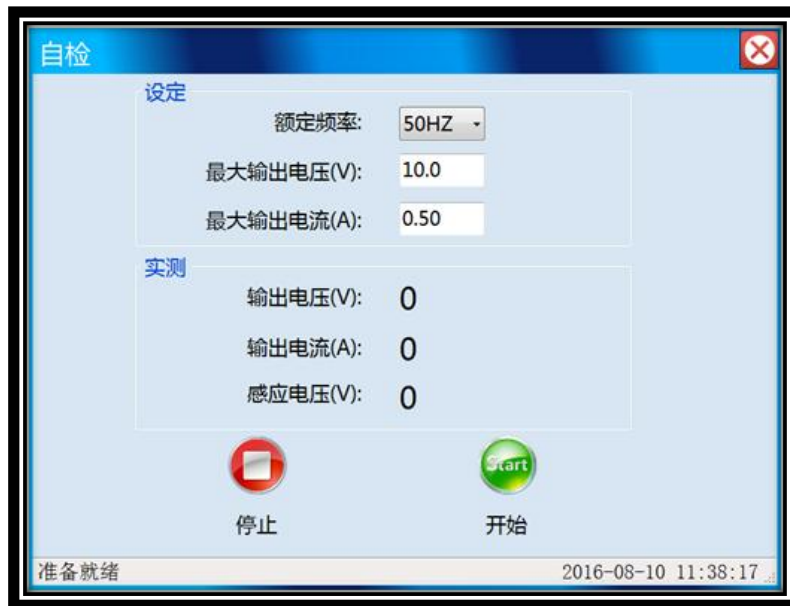 自检
设定
额定频率: 50HZ
最大输出电压(V): 10.0
最大输出电流(A): 0.50
实测
输出电压(V): 0
输出电流(A): 0
感应电压(V): 0
Start
停止 开始
准备就绪 2016-08-10 11:38:17